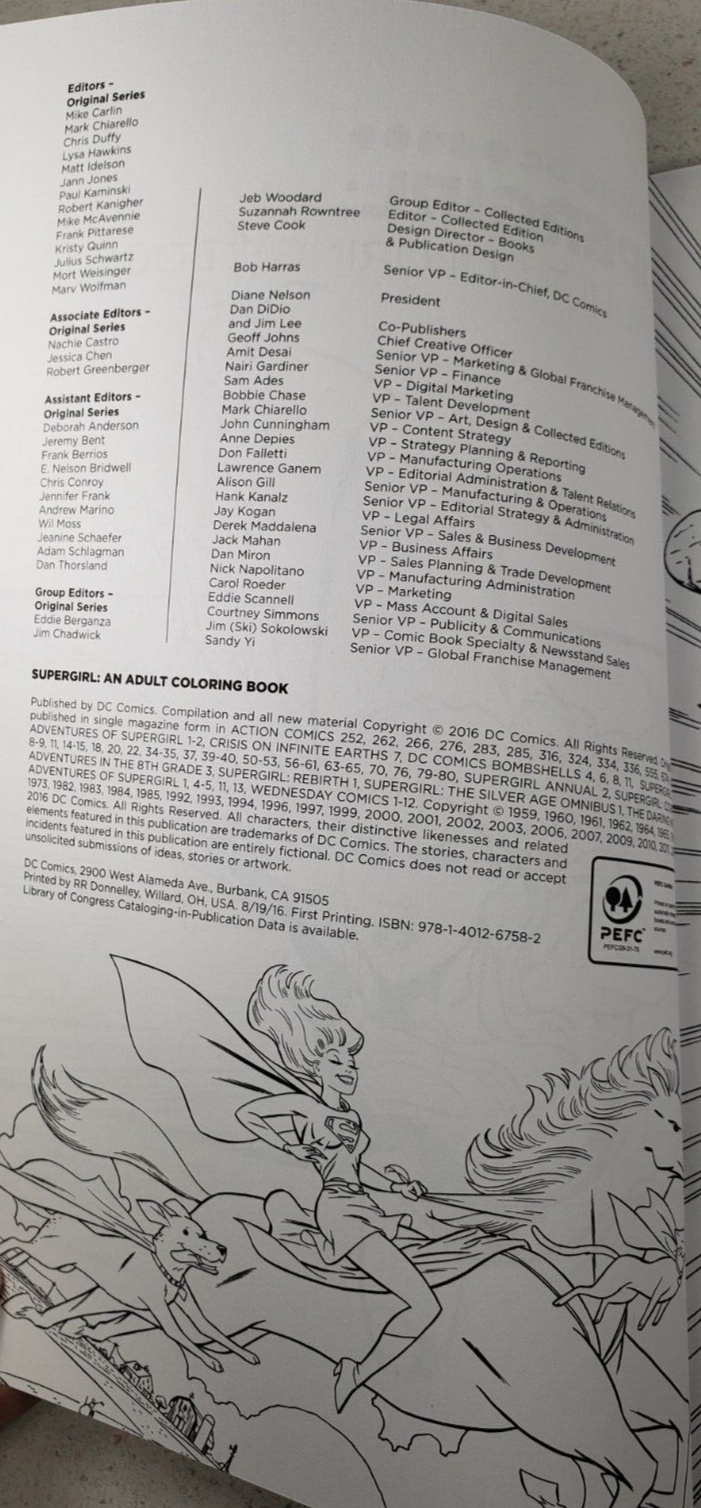 Editors –
Original Series
Mike Carlin
Mark Chiarello
Chris Duffy
Lysa Hawkins
Matt Idelson
Jann Jones
Paul Kaminski
Robert Kanigher
Mike McAvennie
Frank Pittarese
Kristy Quinn
Julius Schwartz
Mort Weisinger
Marv Wolfman
Associate Editors –
Original Series
Nachie Castro
Jessica Chen
Robert Greenberger
Assistant Editors –
Original Series
Deborah Anderson
Jeremy Bent
Frank Berrios
E. Nelson Bridwell
Chris Conroy
Jennifer Frank
Andrew Marino
Wil Moss
Jeanine Schaefer
Adam Schlagman
Dan Thorsland
Group Editors –
Original Series
Eddie Berganza
Jim Chadwick
Jeb Woodard Group Editor – Collected Editions
Suzannah Rowntree Editor – Collected Edition
Steve Cook Design Director – Books
& Publication Design
Bob Harras Senior VP – Editor-in-Chief, DC Comics
Diane Nelson President
Dan DiDio
and Jim Lee Co-Publishers
Geoff Johns Chief Creative Officer
Amit Desai Senior VP – Marketing & Global Franchise Management
Nairi Gardiner Senior VP – Finance
Sam Ades VP – Digital Marketing
Bobbie Chase VP – Talent Development
Mark Chiarello Senior VP – Art, Design & Collected Editions
John Cunningham VP – Content Strategy
Anne Depies VP – Strategy Planning & Reporting
Don Falletti VP – Manufacturing Operations
Lawrence Ganem VP – Editorial Administration & Talent Relations
Alison Gill Senior VP – Manufacturing & Operations
Hank Kanalz Senior VP – Editorial Strategy & Administration
Jay Kogan VP – Legal Affairs
Derek Maddalena Senior VP – Sales & Business Development
Jack Mahan VP – Business Affairs
Dan Miron VP – Sales Planning & Trade Development
Nick Napolitano VP – Manufacturing Administration
Carol Roeder VP – Marketing
Eddie Scannell VP – Mass Account & Digital Sales
Courtney Simmons Senior VP – Publicity & Communications
Jim (Ski) Sokolowski VP – Comic Book Specialty & Newsstand Sales
Sandy Yi Senior VP – Global Franchise Management
SUPERGIRL: AN ADULT COLORING BOOK
Published by DC Comics. Compilation and all new material Copyright © 2016 DC Comics. All Rights Reserved.
published in single magazine form in ACTION COMICS 252, 262, 266, 276, 283, 285, 316, 324, 334, 336, 555,
ADVENTURES OF SUPERGIRL 1-2, CRISIS ON INFINITE EARTHS 7, DC COMICS BOMBSHELLS 4, 6, 8, 11,
8-9, 11, 14-15, 18, 20, 22, 34-35, 37, 39-40, 50-53, 56-61, 63-65, 70, 76, 79-80, SUPERGIRL ANNUAL 2, SUPERGIRL
ADVENTURES IN THE 8TH GRADE 3, SUPERGIRL: REBIRTH 1, SUPERGIRL: THE SILVER AGE OMNIBUS 1, THE DARING
ADVENTURES OF SUPERGIRL 1, 4-5, 11, 13, WEDNESDAY COMICS 1-12. Copyright © 1959, 1960, 1961, 1962, 1964, 1965,
1973, 1982, 1983, 1984, 1985, 1992, 1993, 1994, 1996, 1997, 1999, 2000, 2001, 2002, 2003, 2006, 2007, 2009, 2010,
2016 DC Comics. All Rights Reserved. All characters, their distinctive likenesses and related
elements featured in this publication are trademarks of DC Comics. The stories, characters and
incidents featured in this publication are entirely fictional. DC Comics does not read or accept
unsolicited submissions of ideas, stories or artwork.
DC Comics, 2900 West Alameda Ave., Burbank, CA 91505
Printed by RR Donnelley, Willard, OH, USA. 8/19/16. First Printing. ISBN: 978-1-4012-6758-2
Library of Congress Cataloging-in-Publication Data is available.
PEFC
S